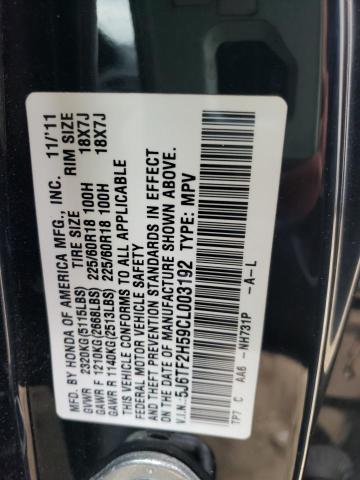 MFD. BY HONDA OF AMERICA MFG., INC. 11/11
TIRE SIZE RIM SIZE
GVWR 2320KG(5115LBS)
GAWR F 1210KG(2668LBS) 225/60R18 100H 18X7J
GAWR R 1140KG(2513LBS) 225/60R18 100H 18X7J
THIS VEHICLE CONFORMS TO ALL APPLICABLE
FEDERAL MOTOR VEHICLE SAFETY
AND THEFT PREVENTION STANDARDS IN EFFECT
ON THE DATE OF MANUFACTURE SHOWN ABOVE.
V.I.N.:5J6TF2H59CL003192 TYPE: MPV
TP7 C AA6 -NH731P -A-L